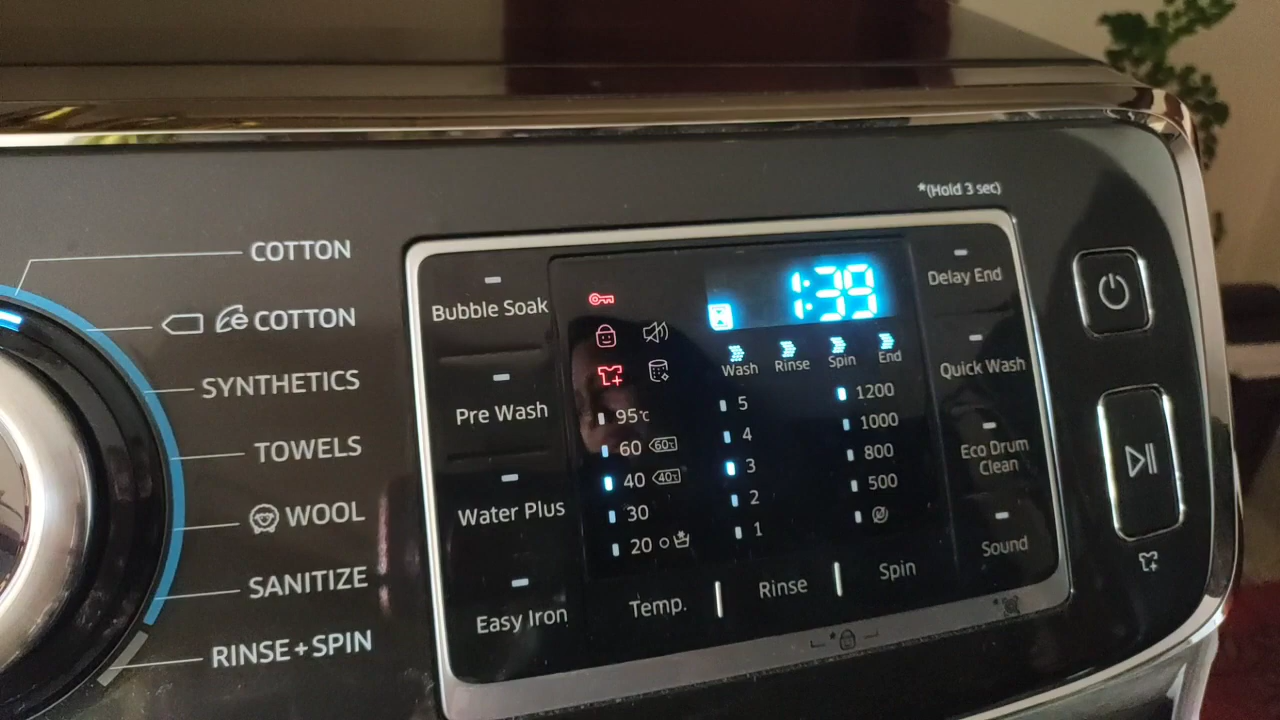 *(Hold 3 sec)
COTTON
e COTTON
SYNTHETICS
TOWELS
WOOL
SANITIZE
RINSE+SPIN
Bubble Soak
Pre Wash
Water Plus
Easy Iron
1:39
Wash Rinse Spin End
95℃
60 60℃
40 40℃
30
20
Temp.
5
4
3
2
1
Rinse
1200
1000
800
500
Spin
Delay End
Quick Wash
Eco Drum
Clean
Sound